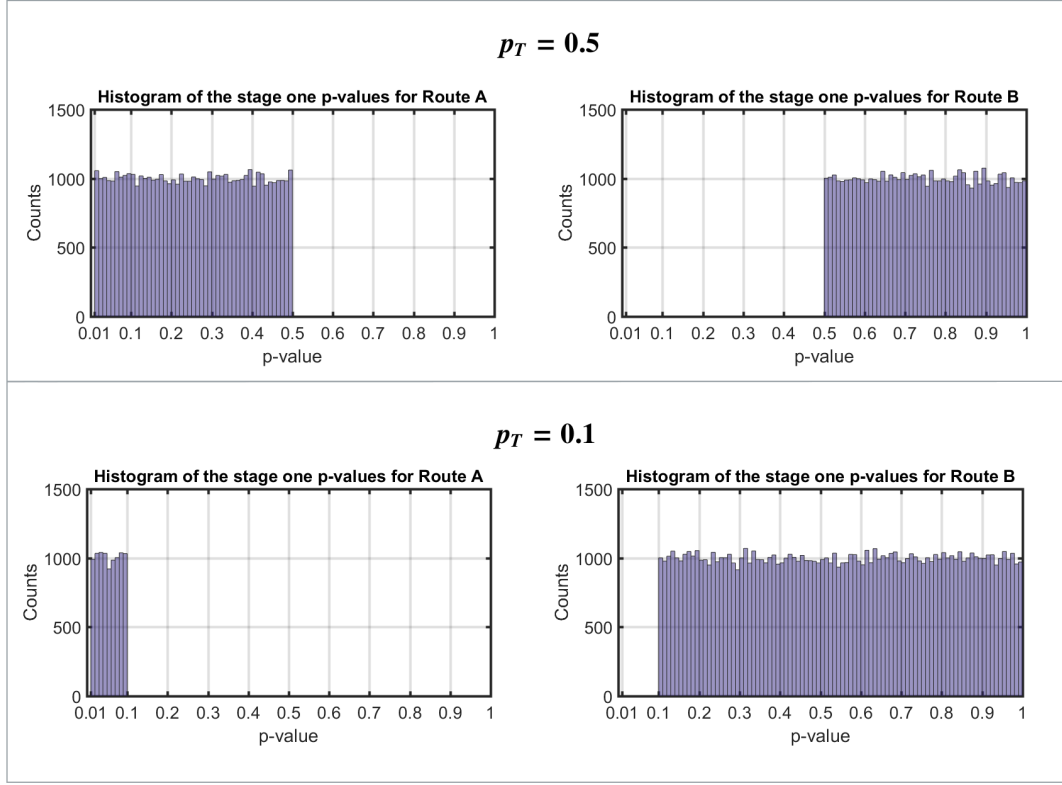 p_T = 0.5
Histogram of the stage one p-values for Route A
1500
1000
500
0
Counts
0.01 0.1 0.2 0.3 0.4 0.5 0.6 0.7 0.8 0.9 1
p-value
Histogram of the stage one p-values for Route B
1500
1000
500
0
Counts
0.01 0.1 0.2 0.3 0.4 0.5 0.6 0.7 0.8 0.9 1
p-value
p_T = 0.1
Histogram of the stage one p-values for Route A
1500
1000
500
0
Counts
0.01 0.1 0.2 0.3 0.4 0.5 0.6 0.7 0.8 0.9 1
p-value
Histogram of the stage one p-values for Route B
1500
1000
500
0
Counts
0.01 0.1 0.2 0.3 0.4 0.5 0.6 0.7 0.8 0.9 1
p-value